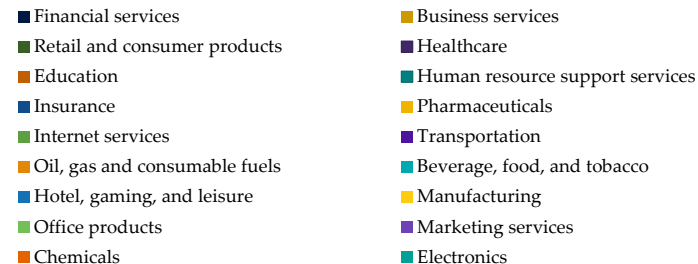 Financial services
Retail and consumer products
Education
Insurance
Internet services
Oil, gas and consumable fuels
Hotel, gaming, and leisure
Office products
Chemicals
Business services
Healthcare
Human resource support services
Pharmaceuticals
Transportation
Beverage, food, and tobacco
Manufacturing
Marketing services
Electronics